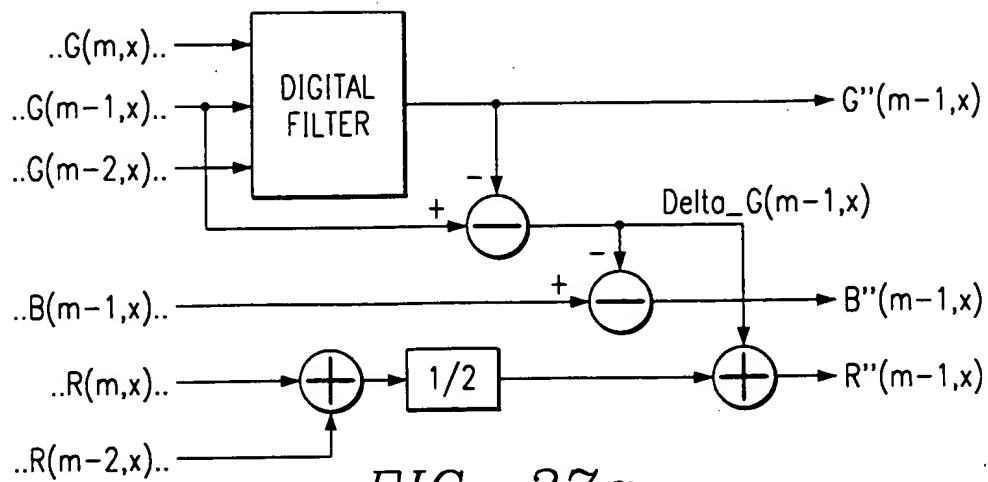 ..G(m,x)..
..G(m-1,x)..
..G(m-2,x)..
DIGITAL
FILTER
G''(m-1,x)
-
+
-
Delta_G(m-1,x)
-
+
-
..B(m-1,x)..
B''(m-1,x)
..R(m,x)..
+
1/2
+
R''(m-1,x)
..R(m-2,x)..